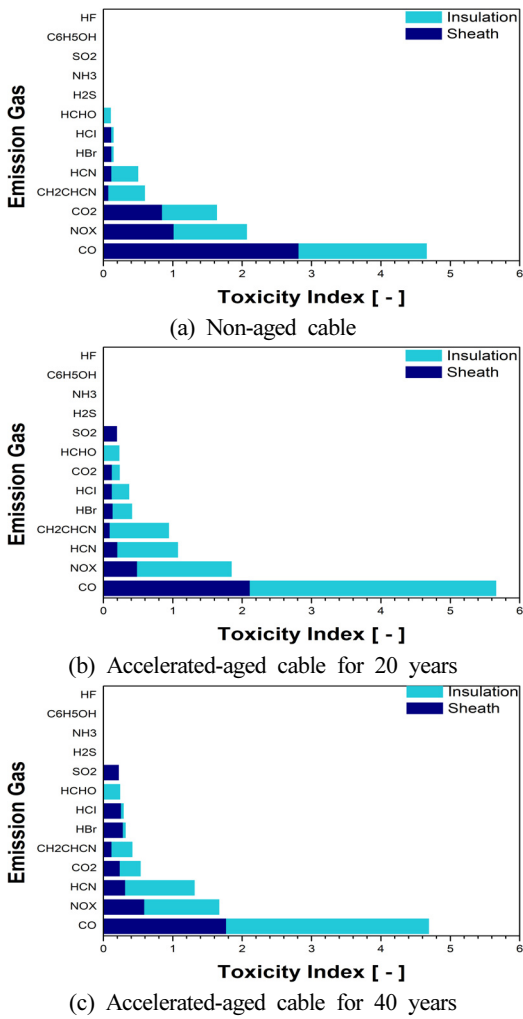 HF
C6H5OH
SO2
NH3
H2S
HCHO
HCl
HBr
HCN
CH2CHCN
CO2
NOX
CO
Emission Gas
Insulation
Sheath
0 1 2 3 4 5 6
Toxicity Index [ - ]
(a) Non-aged cable
HF
C6H5OH
NH3
H2S
SO2
HCHO
CO2
HCl
HBr
CH2CHCN
HCN
NOX
CO
Emission Gas
Insulation
Sheath
0 1 2 3 4 5 6
Toxicity Index [ - ]
(b) Accelerated-aged cable for 20 years
HF
C6H5OH
NH3
H2S
SO2
HCHO
HCl
HBr
CH2CHCN
CO2
HCN
NOX
CO
Emission Gas
Insulation
Sheath
0 1 2 3 4 5 6
Toxicity Index [ - ]
(c) Accelerated-aged cable for 40 years